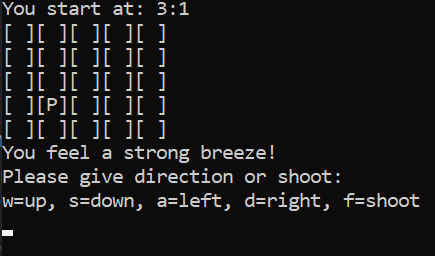 You start at: 3:1
[ ][ ][ ][ ][ ]
[ ][ ][ ][ ][ ]
[ ][ ][ ][ ][ ]
[ ][P][ ][ ][ ]
[ ][ ][ ][ ][ ]
You feel a strong breeze!
Please give direction or shoot:
w=up, s=down, a=left, d=right, f=shoot